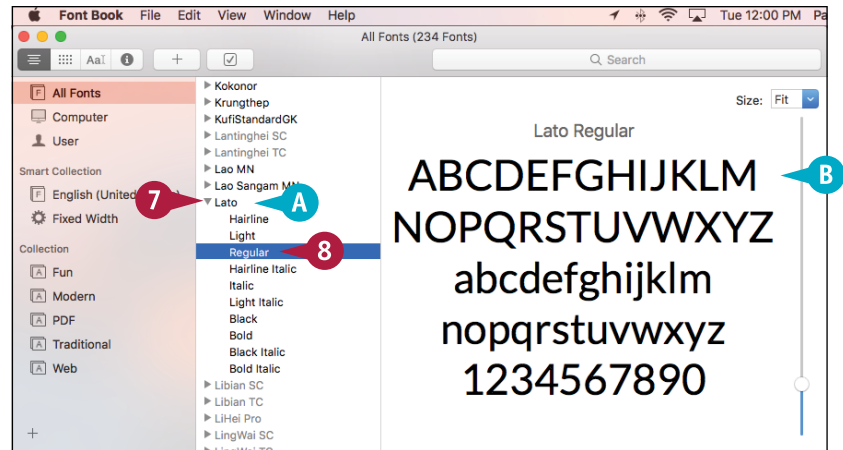 Font Book File Edit View Window Help Tue 12:00 PM Pa
All Fonts (234 Fonts)
AaI + Search
All Fonts
Computer
User
Smart Collection
English (United
Fixed Width
Collection
Fun
Modern
PDF
Traditional
Web
+
Kokonor
Krungthep
KufiStandardGK
Lantinghei SC
Lantinghei TC
Lao MN
Lao Sangam MN
7 Lato A
Hairline
Light
Regular 8
Hairline Italic
Italic
Light Italic
Black
Bold
Black Italic
Bold Italic
Libian SC
Libian TC
LiHei Pro
LingWai SC
LingWai TC
Size: Fit
Lato Regular
ABCDEFGHIJKLM B
NOPQRSTUVWXYZ
abcdefghijklm
nopqrstuvwxyz
1234567890